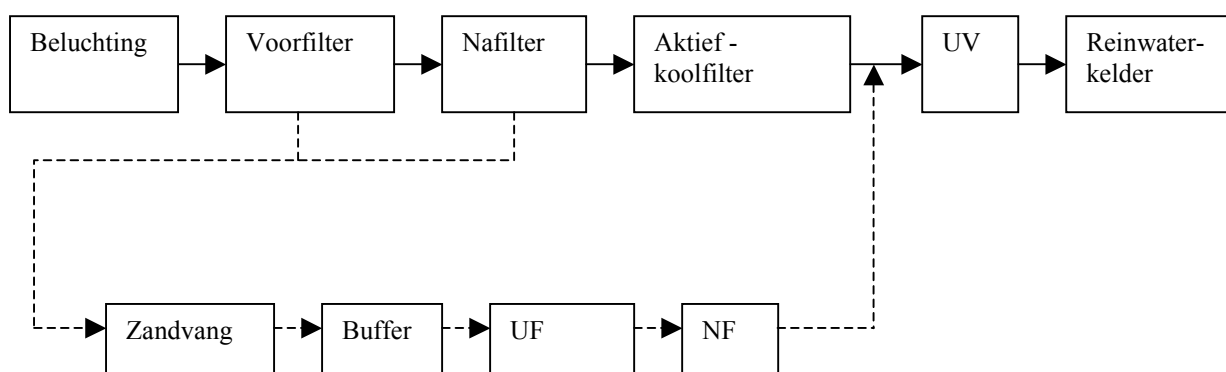 Beluchting
Voorfilter
Nafilter
Aktief -
koolfilter
UV
Reinwater-
kelder
Zandvang
Buffer
UF
NF